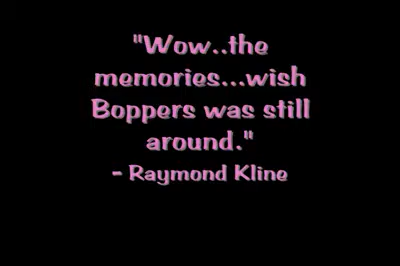 "Wow..the
memories...wish
Boppers was still
around."
- Raymond Kline